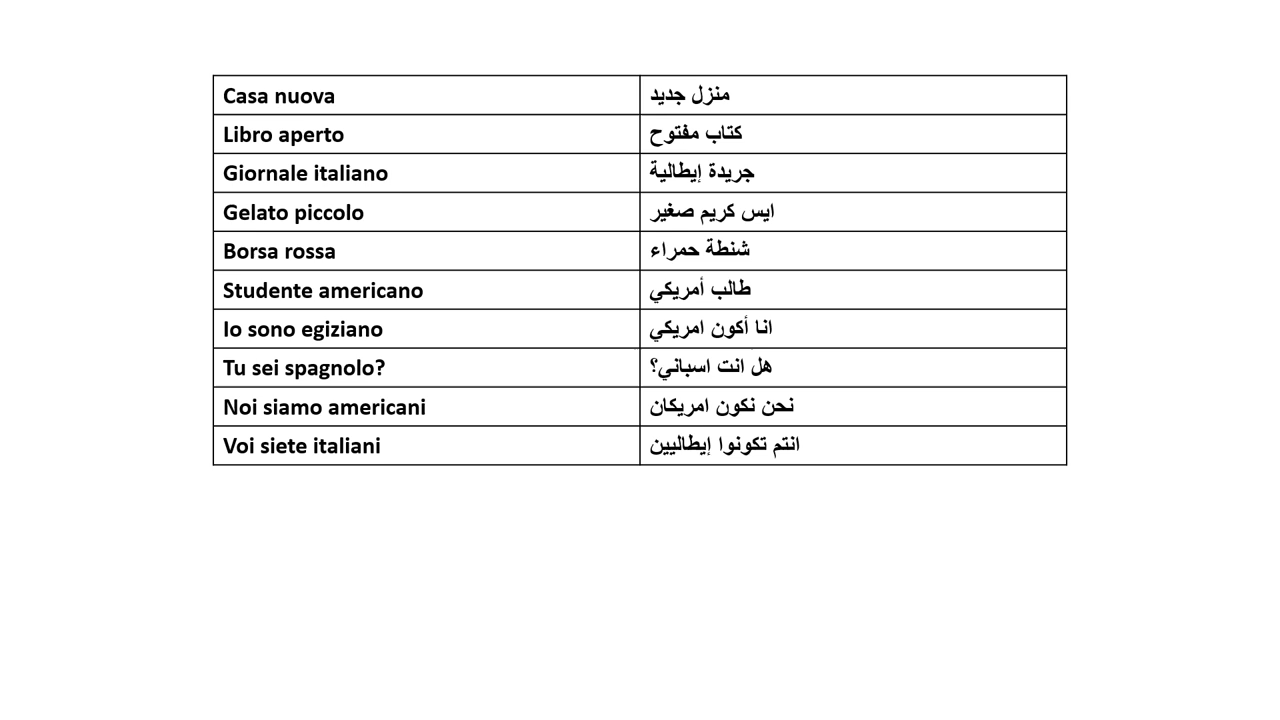 Casa nuova منزل جديد
Libro aperto كتاب مفتوح
Giornale italiano جريدة إيطالية
Gelato piccolo ايس كريم صغير
Borsa rossa شنطة حمراء
Studente americano طالب أمريكي
Io sono egiziano انا أكون امريكي
Tu sei spagnolo? هل انت اسباني؟
Noi siamo americani نحن نكون امريكان
Voi siete italiani انتم تكونوا إيطاليين